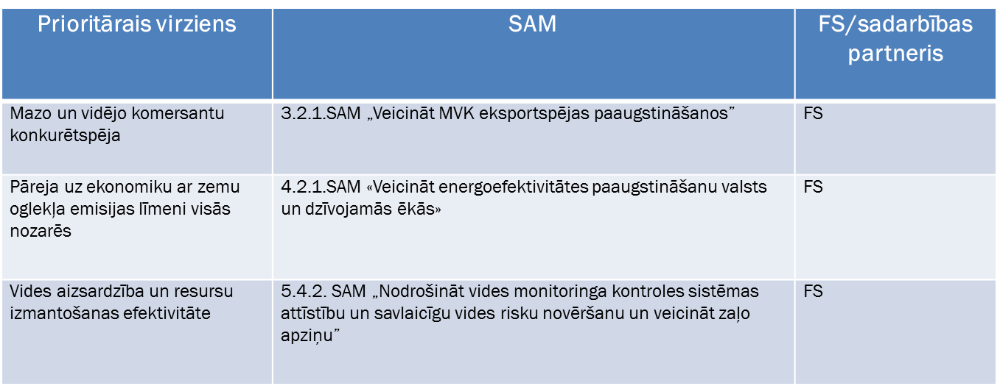 Prioritārais virziens
SAM
FS/sadarbības
partneris
Mazo un vidējo komersantu
konkurētspēja
3.2.1.SAM „Veicināt MVK eksportspējas paaugstināšanos”
FS
Pāreja uz ekonomiku ar zemu
oglekļa emisijas līmeni visās
nozarēs
4.2.1.SAM «Veicināt energoefektivitātes paaugstināšanu valsts
un dzīvojamās ēkās»
FS
Vides aizsardzība un resursu
izmantošanas efektivitāte
5.4.2. SAM „Nodrošināt vides monitoringa kontroles sistēmas
attīstību un savlaicīgu vides risku novēršanu un veicināt zaļo
apziņu”
FS